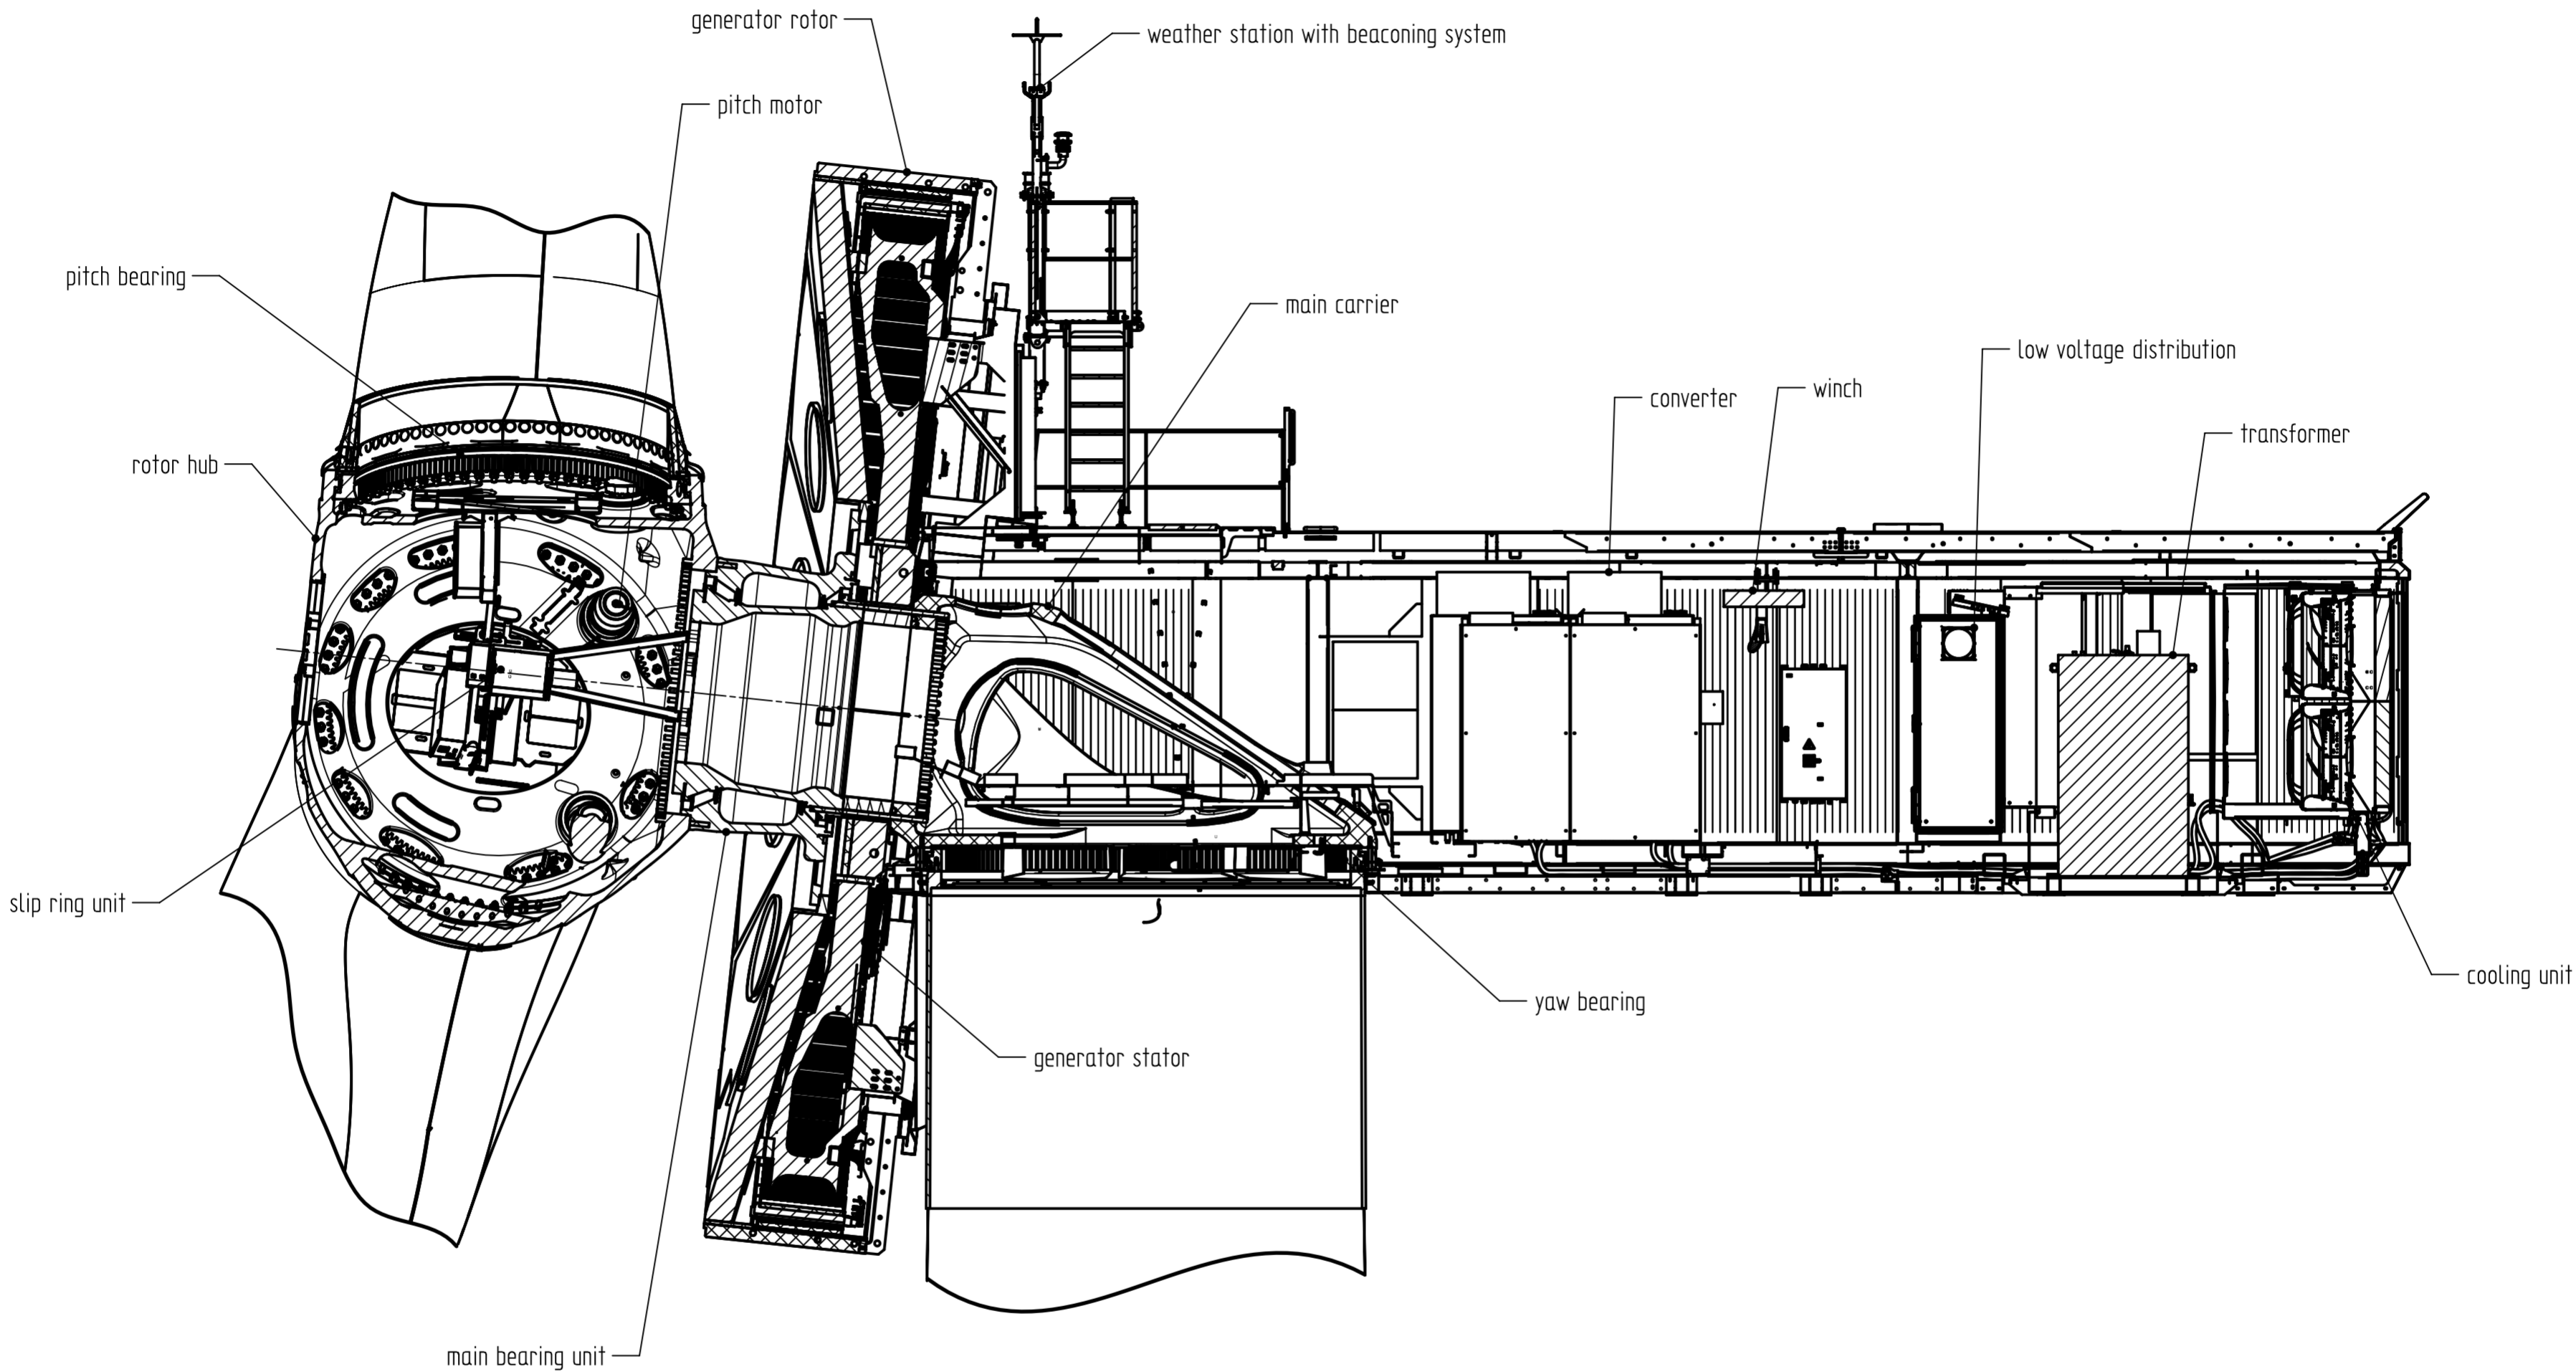 generator rotor
weather station with beaconing system
pitch motor
pitch bearing
main carrier
low voltage distribution
winch
converter
transformer
rotor hub
slip ring unit
cooling unit
yaw bearing
generator stator
main bearing unit